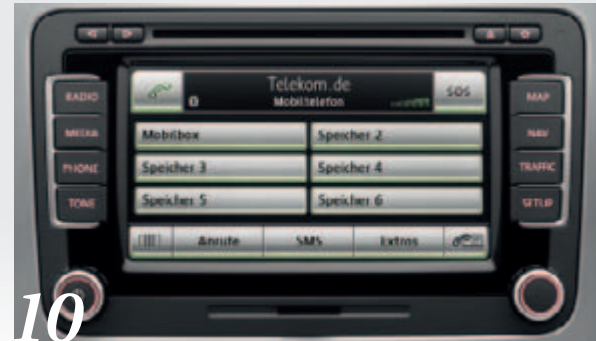 RADIO
MEDIA
PHONE
TONE
Telekom.de
Mobiltelefon
SOS
Mobilbox Speicher 2
Speicher 3 Speicher 4
Speicher 5 Speicher 6
Anrufe SMS Extras
MAP
NAV
TRAFFIC
SETUP
10